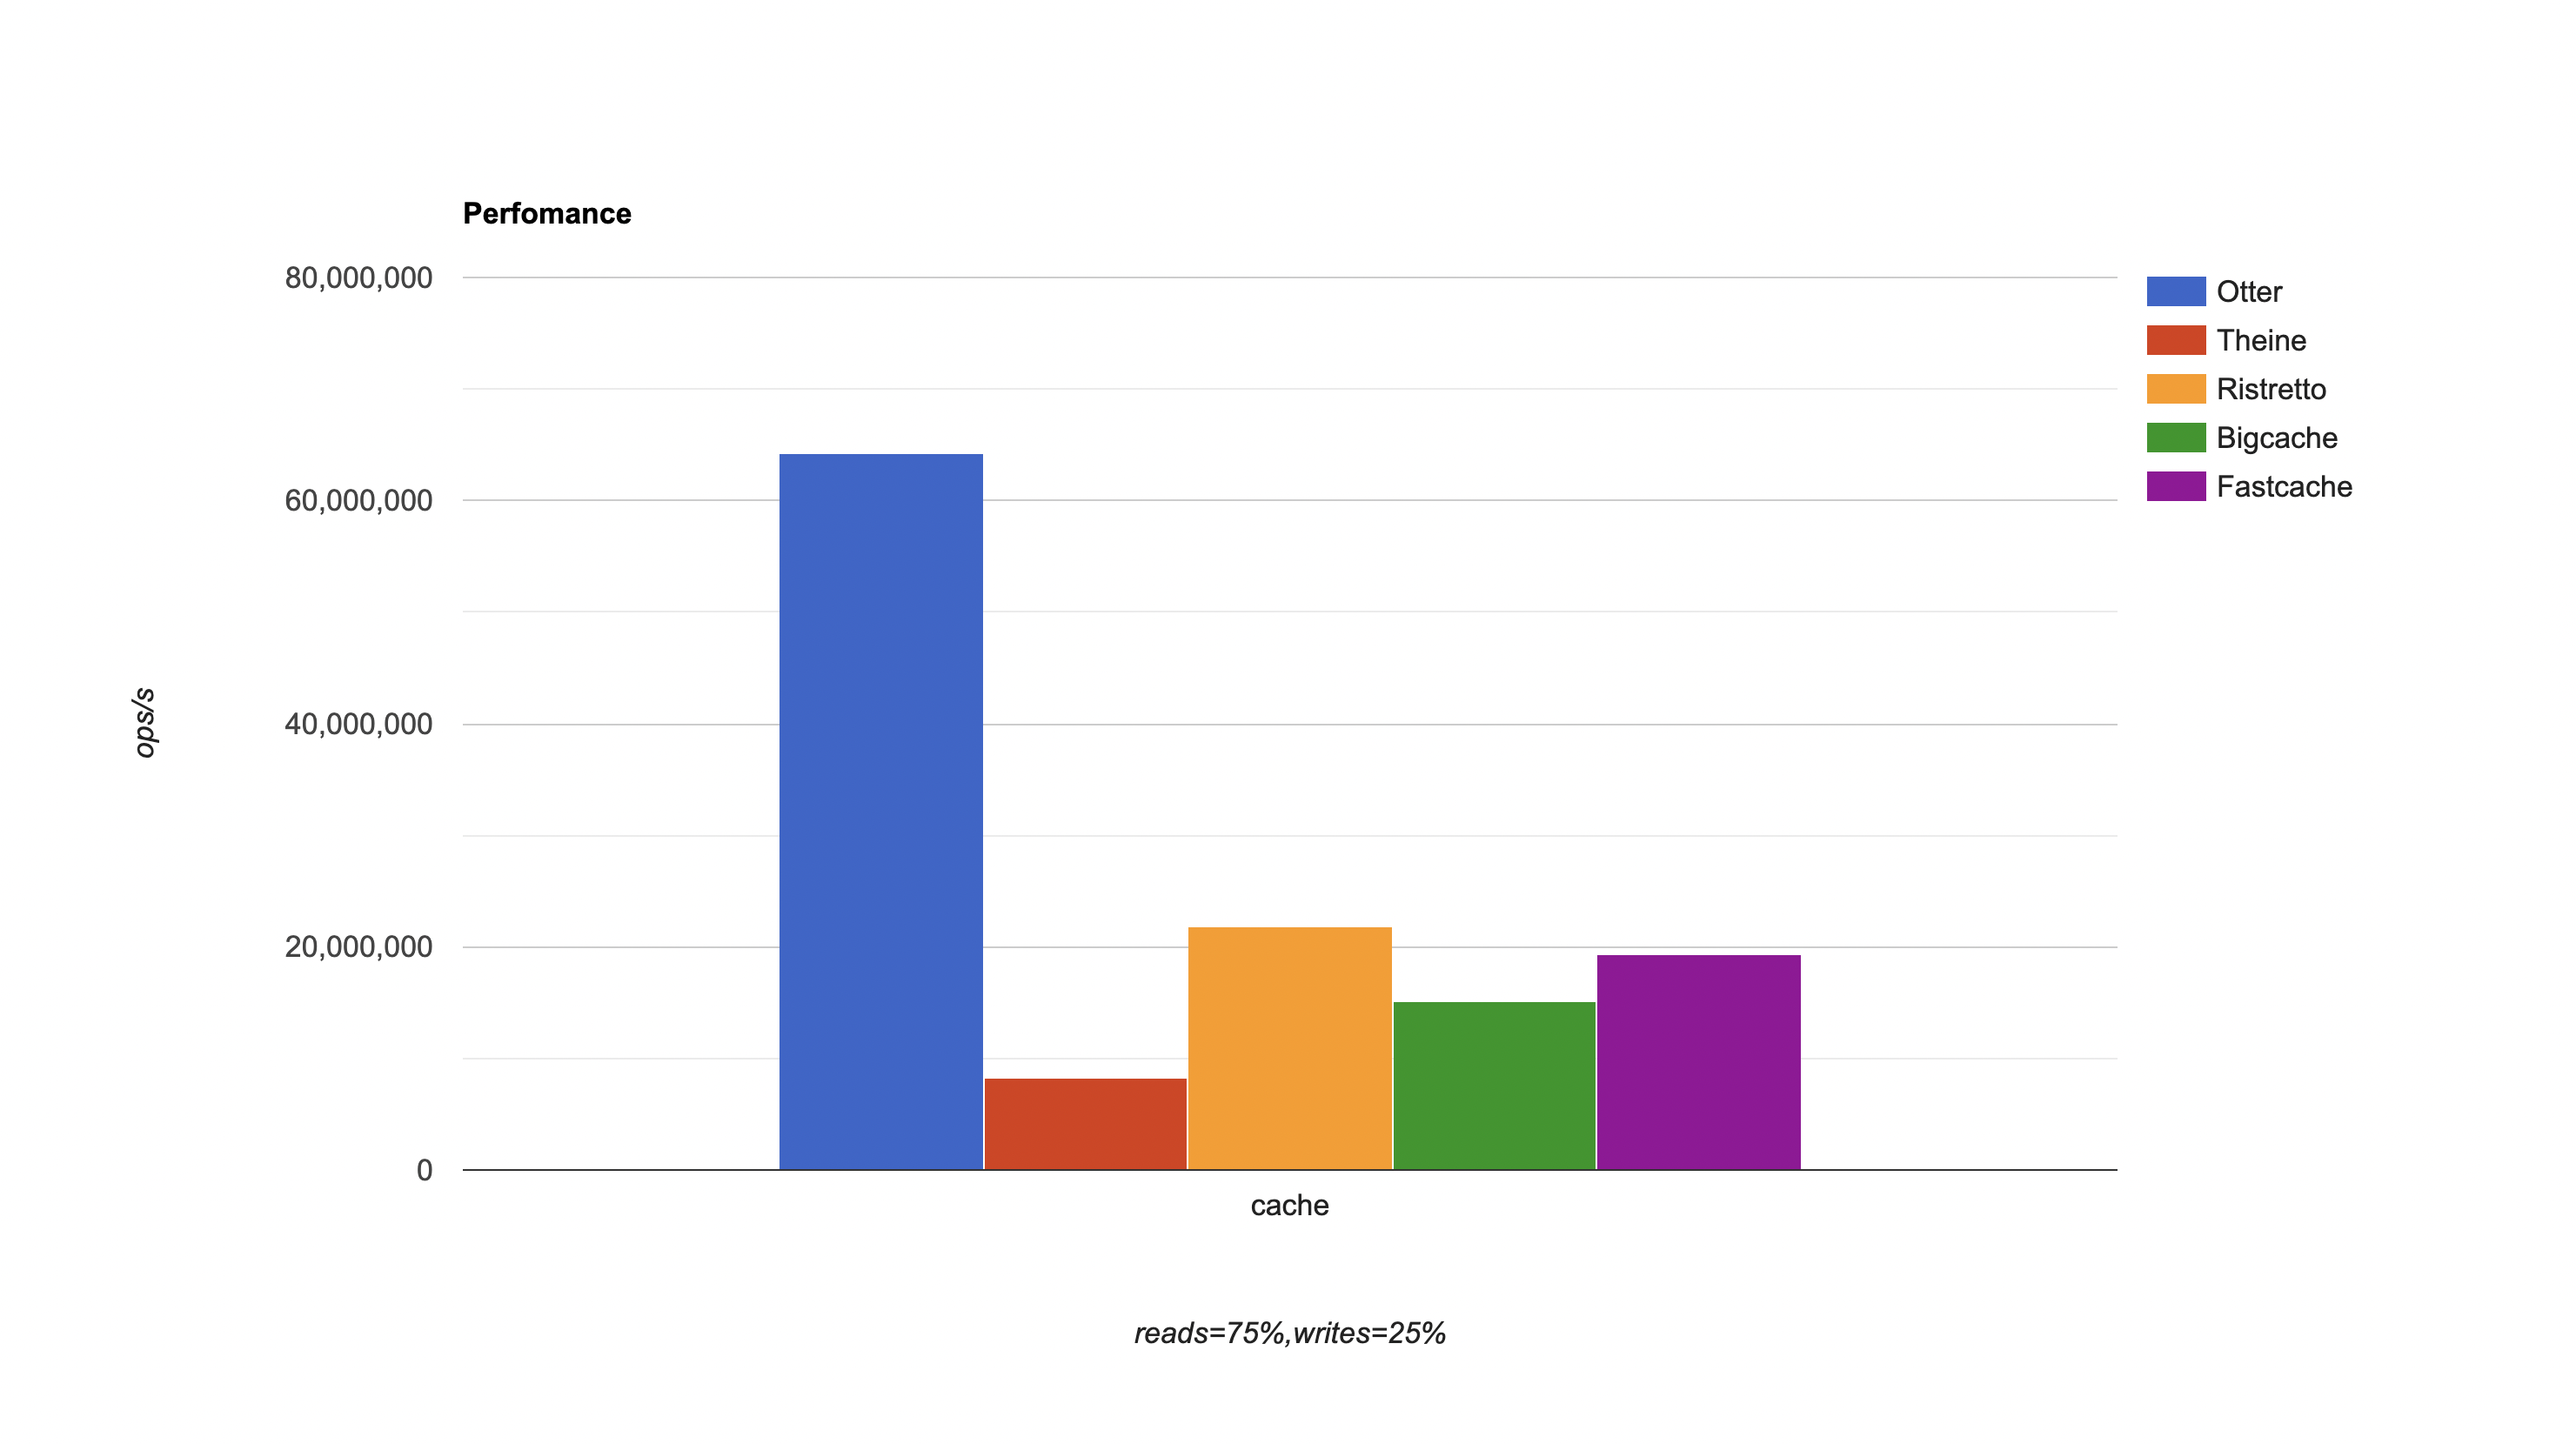 Perfomance
80,000,000
60,000,000
40,000,000
20,000,000
0
ops/s
cache
reads=75%,writes=25%
Otter
Theine
Ristretto
Bigcache
Fastcache